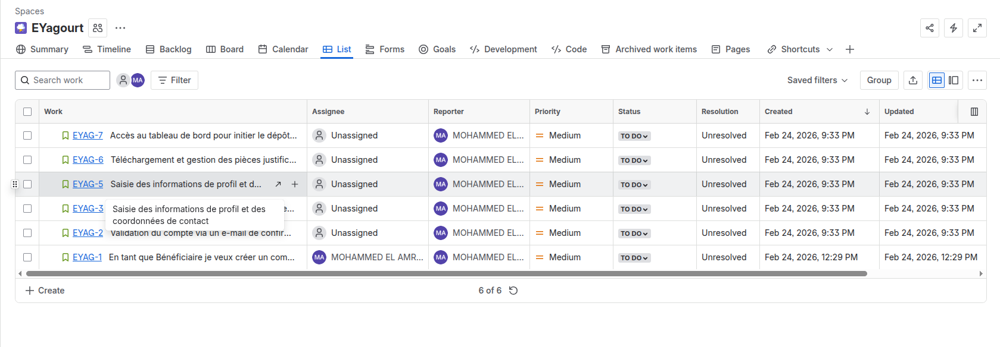 Spaces
EYagourt
Summary Timeline Backlog Board Calendar List Forms Goals Development Code Archived work items Pages Shortcuts
Search work MA Filter Saved filters Group
Work Assignee Reporter Priority Status Resolution Created Updated
EYAG-7 Accès au tableau de bord pour initier le dépôt... Unassigned MA MOHAMMED EL... Medium TO DO Unresolved Feb 24, 2026, 9:33 PM Feb 24, 2026, 9:33 PM
EYAG-6 Téléchargement et gestion des pièces justific... Unassigned MA MOHAMMED EL... Medium TO DO Unresolved Feb 24, 2026, 9:33 PM Feb 24, 2026, 9:33 PM
EYAG-5 Saisie des informations de profil et d... Unassigned MA MOHAMMED EL... Medium TO DO Unresolved Feb 24, 2026, 9:33 PM Feb 24, 2026, 9:33 PM
EYAG-3 e... Unassigned MA MOHAMMED EL... Medium TO DO Unresolved Feb 24, 2026, 9:33 PM Feb 24, 2026, 9:33 PM
Saisie des informations de profil et des
coordonnées de contact
EYAG-2 Validation du compte via un e-mail de confir... Unassigned MA MOHAMMED EL... Medium TO DO Unresolved Feb 24, 2026, 9:33 PM Feb 24, 2026, 9:33 PM
EYAG-1 En tant que Bénéficiaire je veux créer un com... MA MOHAMMED EL AMR... MA MOHAMMED EL... Medium TO DO Unresolved Feb 24, 2026, 12:29 PM Feb 24, 2026, 12:29 PM
Create 6 of 6